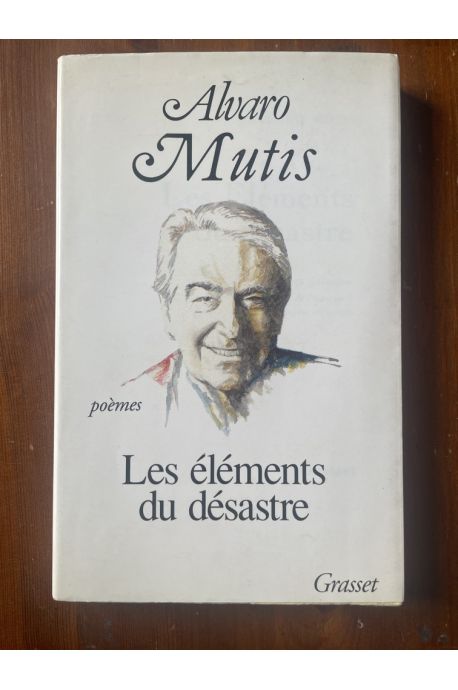 Alvaro
Mutis
poèmes
Les éléments
du désastre
Grasset